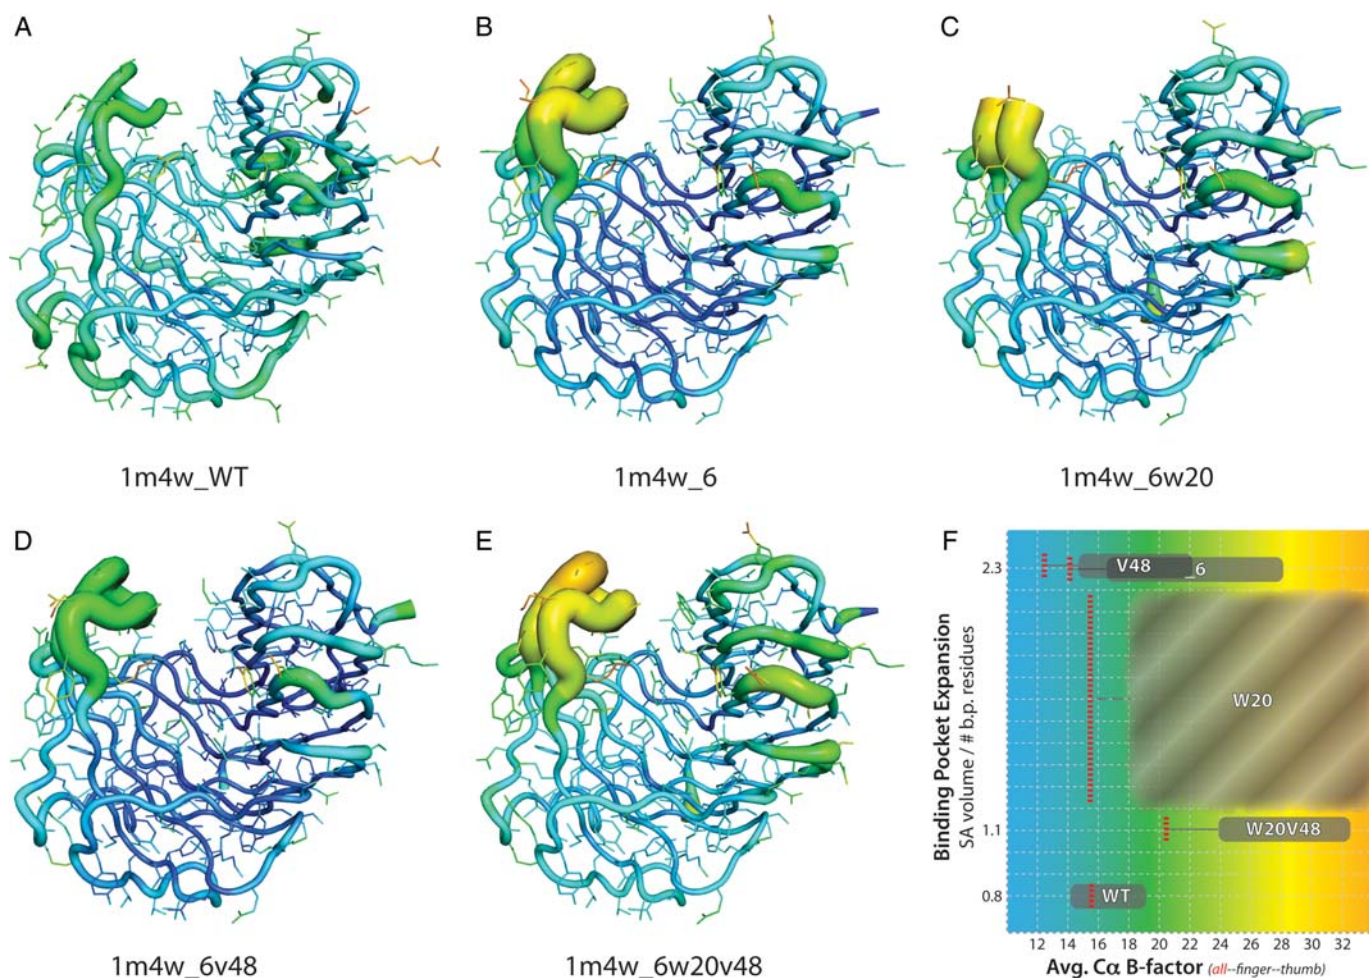 A
B
C
1m4w_WT
1m4w_6
1m4w_6w20
D
E
F
1m4w_6v48
1m4w_6w20v48
Binding Pocket Expansion
SA volume / # b.p. residues
2.3
1.1
0.8
V48
_6
W20
W20V48
WT
12 14 16 18 20 22 24 26 28 30 32
Avg. Cα B-factor (all--finger--thumb)